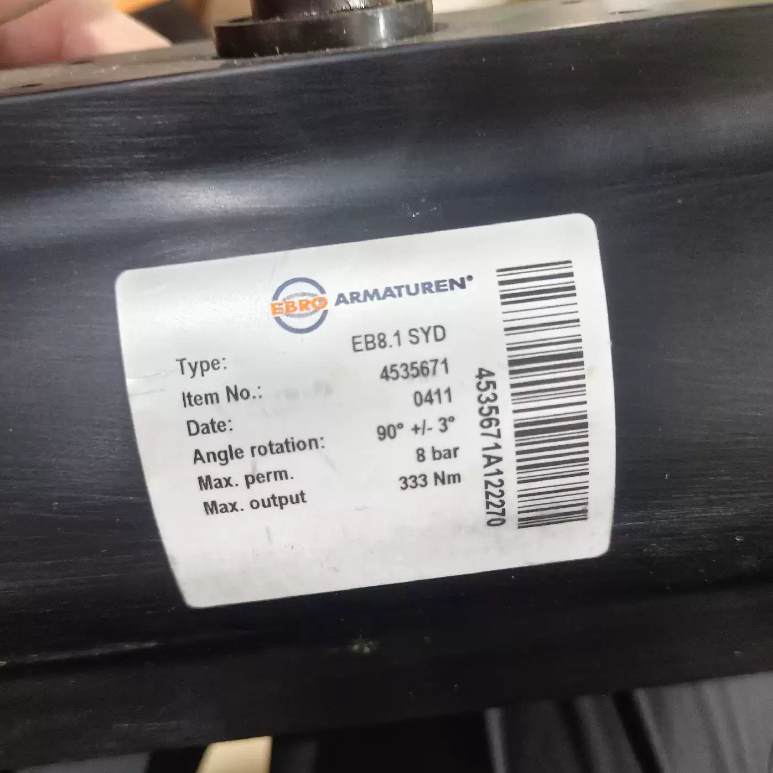 EBRO ARMATUREN®
Type: EB8.1 SYD
Item No.: 4535671
Date: 0411
Angle rotation: 90° +/- 3°
Max. perm. 8 bar
Max. output 333 Nm
4535671A122270